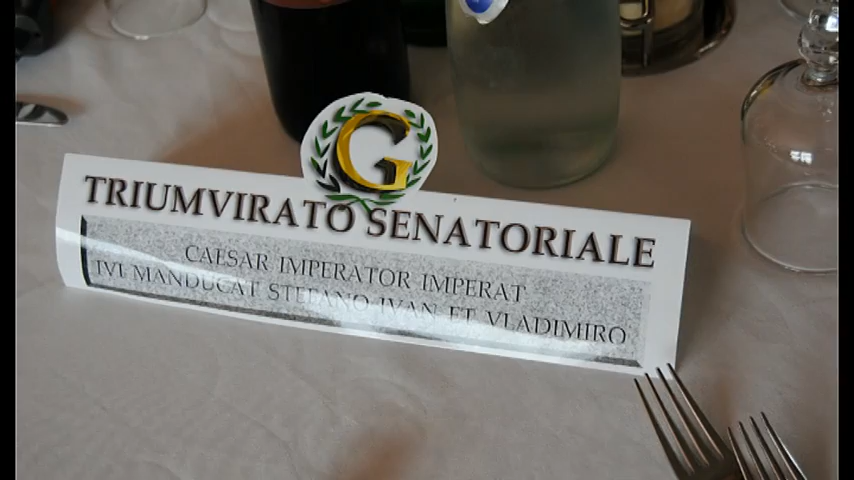 G
TRIUMVIRATO SENATORIALE
CAESAR IMPERATOR IMPERAT
IVI MANDUCAT STEFANO IVAN ET VLADIMIRO